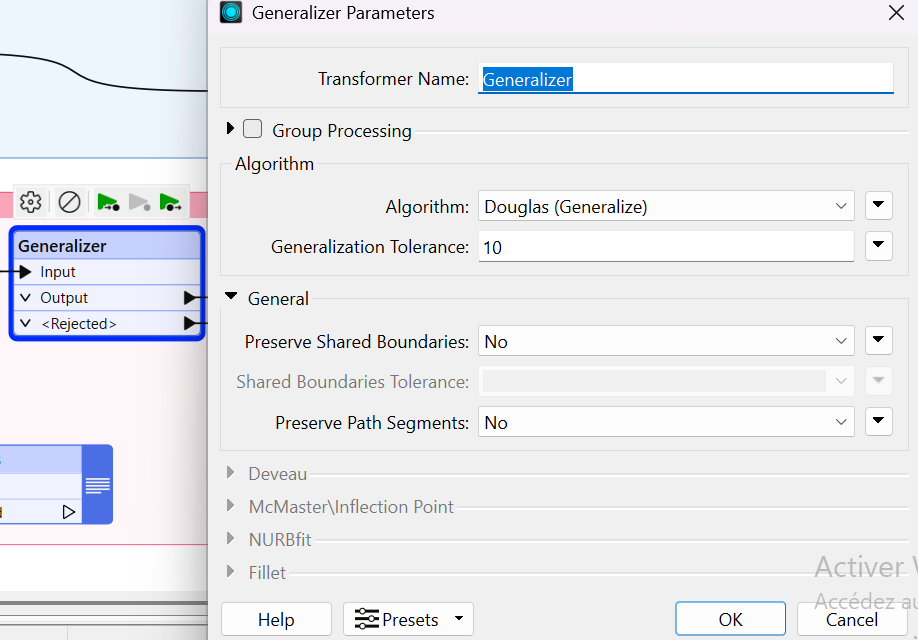 Generalizer Parameters
Transformer Name: Generalizer
Group Processing
Algorithm
Algorithm: Douglas (Generalize)
Generalization Tolerance: 10
General
Preserve Shared Boundaries: No
Shared Boundaries Tolerance:
Preserve Path Segments: No
Deveau
McMaster\Inflection Point
NURBfit
Fillet
Help
Presets
OK
Cancel
Generalizer
Input
Output
<Rejected>
Activer
Accédez au